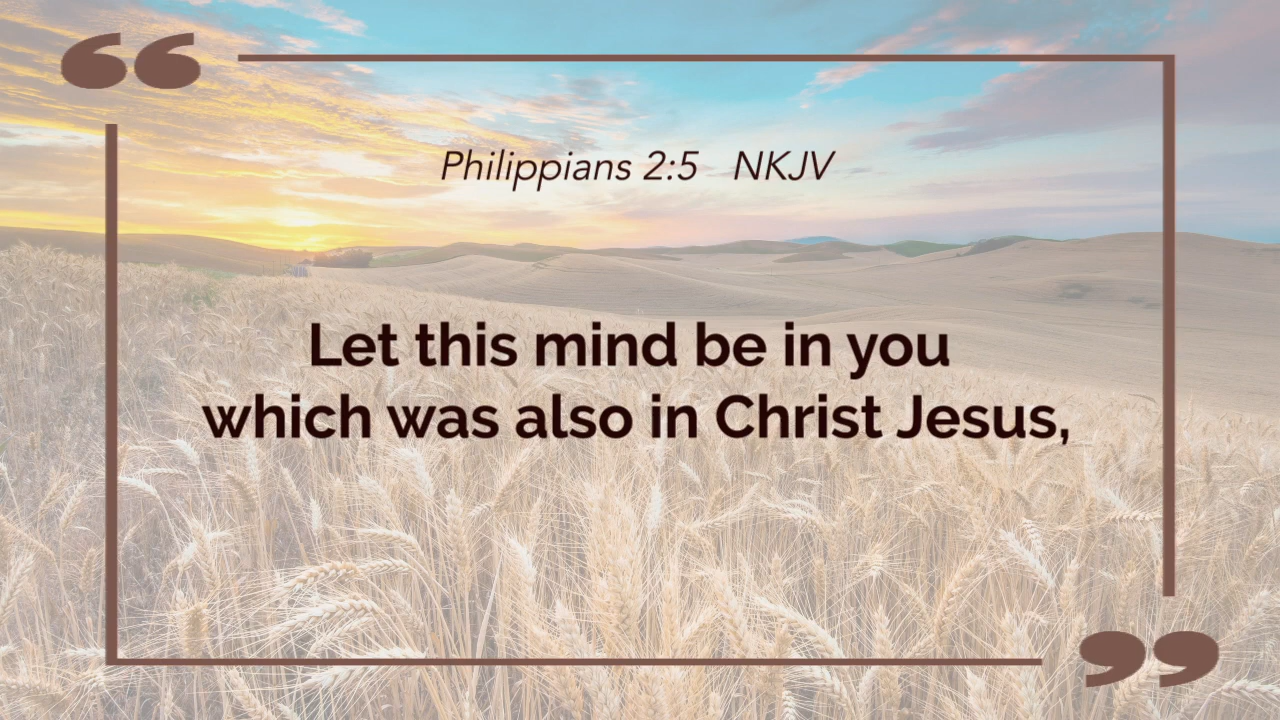 Philippians 2:5 NKJV
Let this mind be in you
which was also in Christ Jesus,